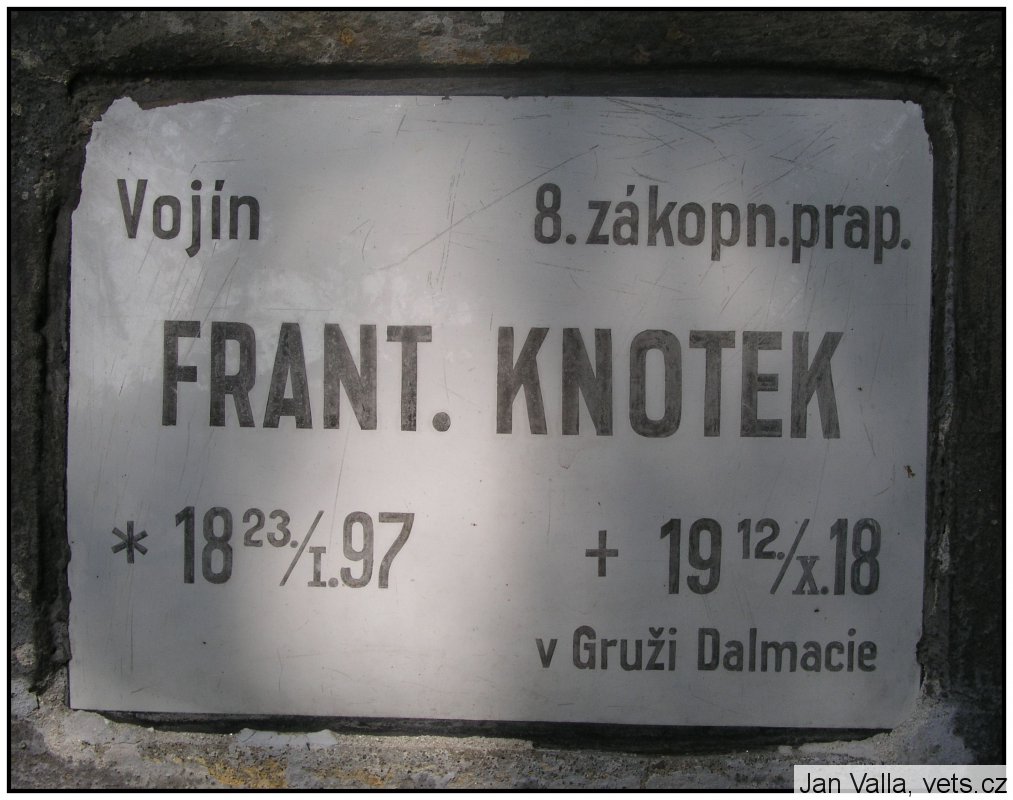 Vojín 8. zákopn. prap.
FRANT. KNOTEK
* 18 23./I. 97 + 19 12./X. 18
v Gruži Dalmacie
Jan Valla, vets.cz